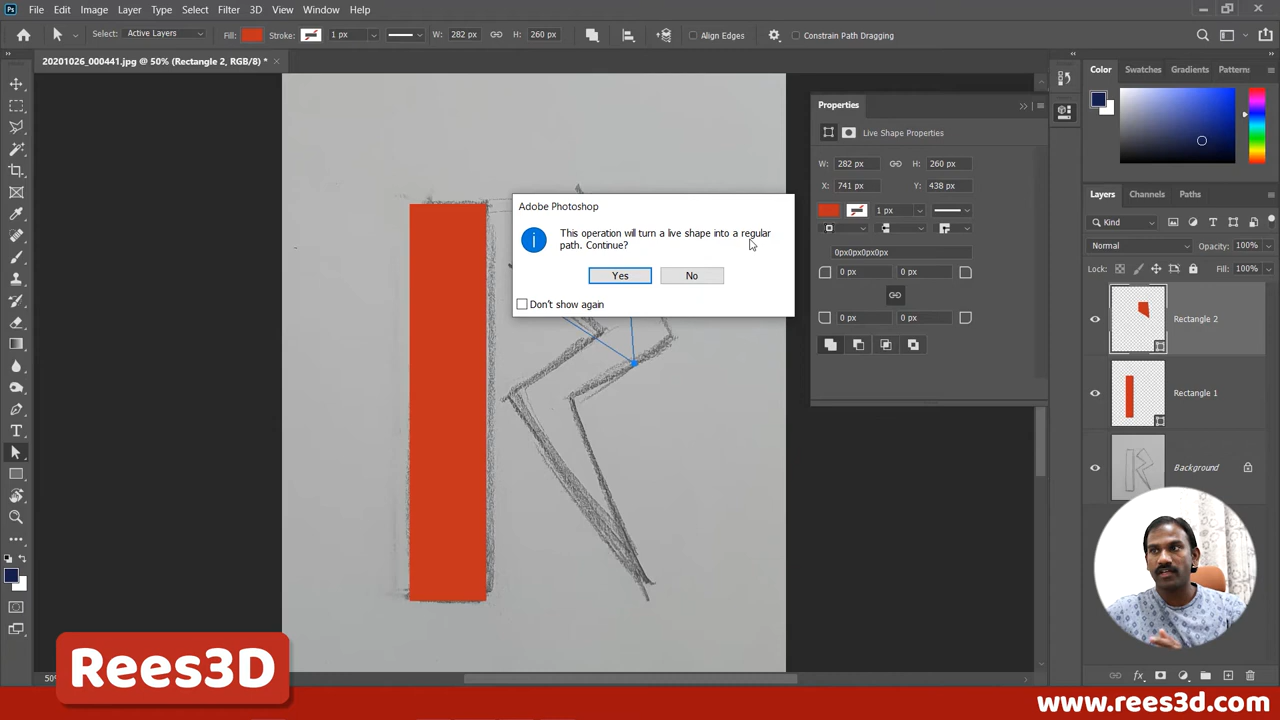 Ps File Edit Image Layer Type Select Filter 3D View Window Help
Select: Active Layers Fill: Stroke: 1 px W: 282 px H: 260 px Align Edges Constrain Path Dragging
20201026_000441.jpg @ 50% (Rectangle 2, RGB/8) *
Color Swatches Gradients Patterns
Properties
Live Shape Properties
W: 282 px H: 260 px
X: 741 px Y: 438 px
1 px
0px0px0px0px
0 px 0 px
0 px 0 px
Adobe Photoshop
This operation will turn a live shape into a regular
path. Continue?
Yes No
Don't show again
Layers Channels Paths
Kind
Normal Opacity: 100%
Lock: Fill: 100%
Rectangle 2
Rectangle 1
Background
fx
Rees3D
www.rees3d.com